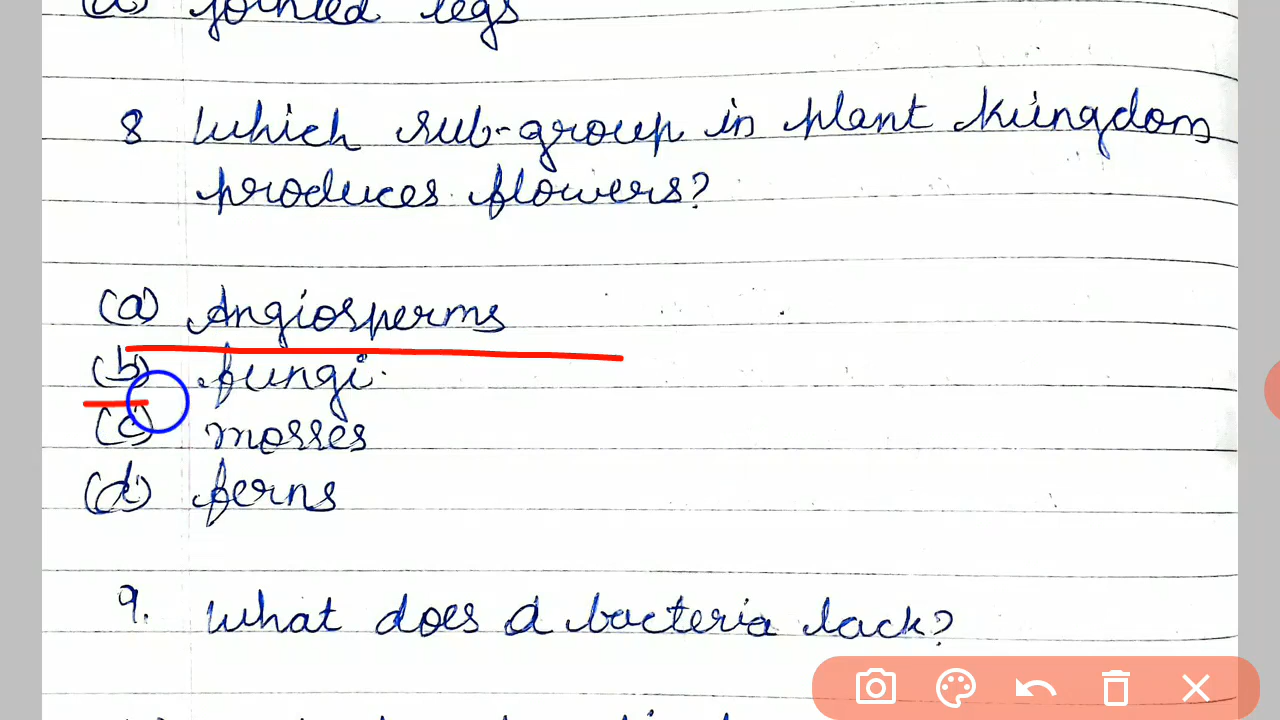 (d) jointed legs
8 Which sub-group in plant kingdom
produces flowers?
(a) Angiosperms
(b) fungi
(c) mosses
(d) ferns
9. What does a bacteria lack?